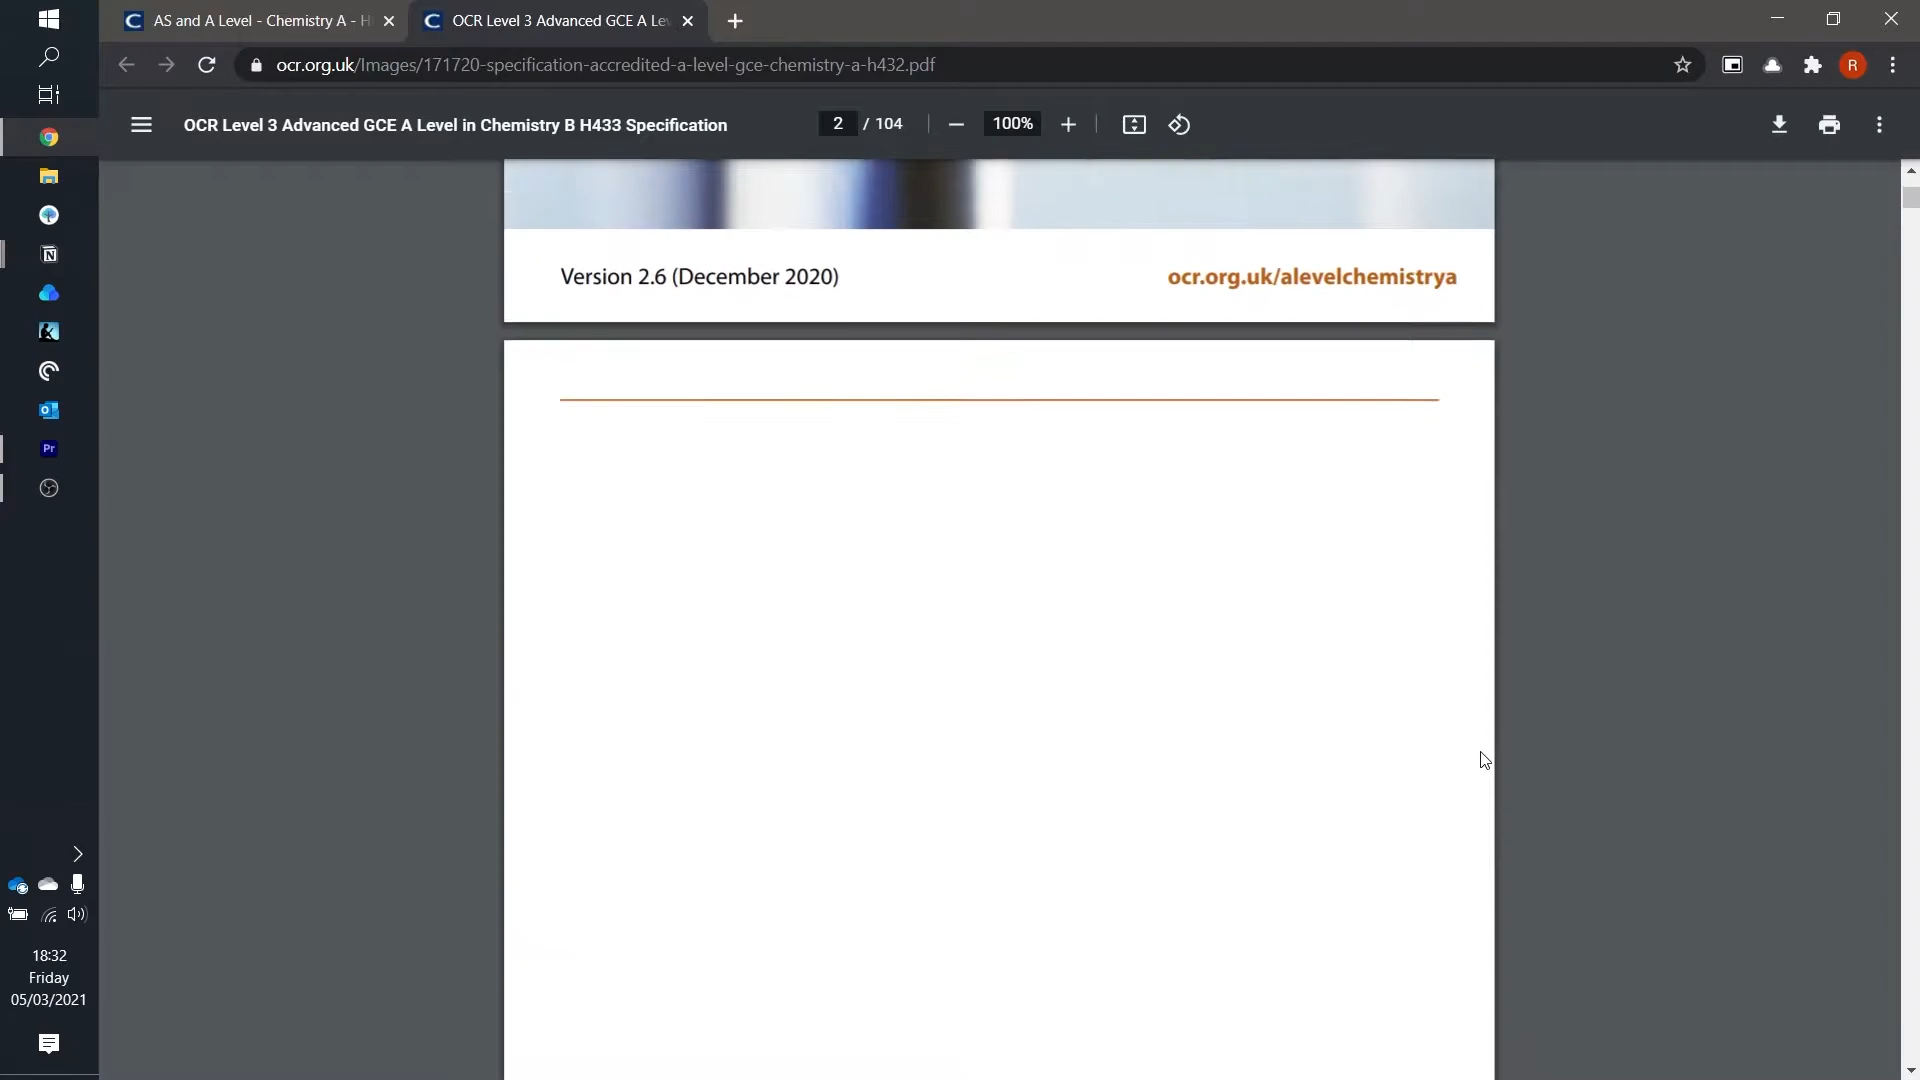 AS and A Level - Chemistry A - H
OCR Level 3 Advanced GCE A Le
ocr.org.uk/Images/171720-specification-accredited-a-level-gce-chemistry-a-h432.pdf
R
OCR Level 3 Advanced GCE A Level in Chemistry B H433 Specification
2 / 104
100%
Version 2.6 (December 2020)
ocr.org.uk/alevelchemistrya
Pr
18:32
Friday
05/03/2021